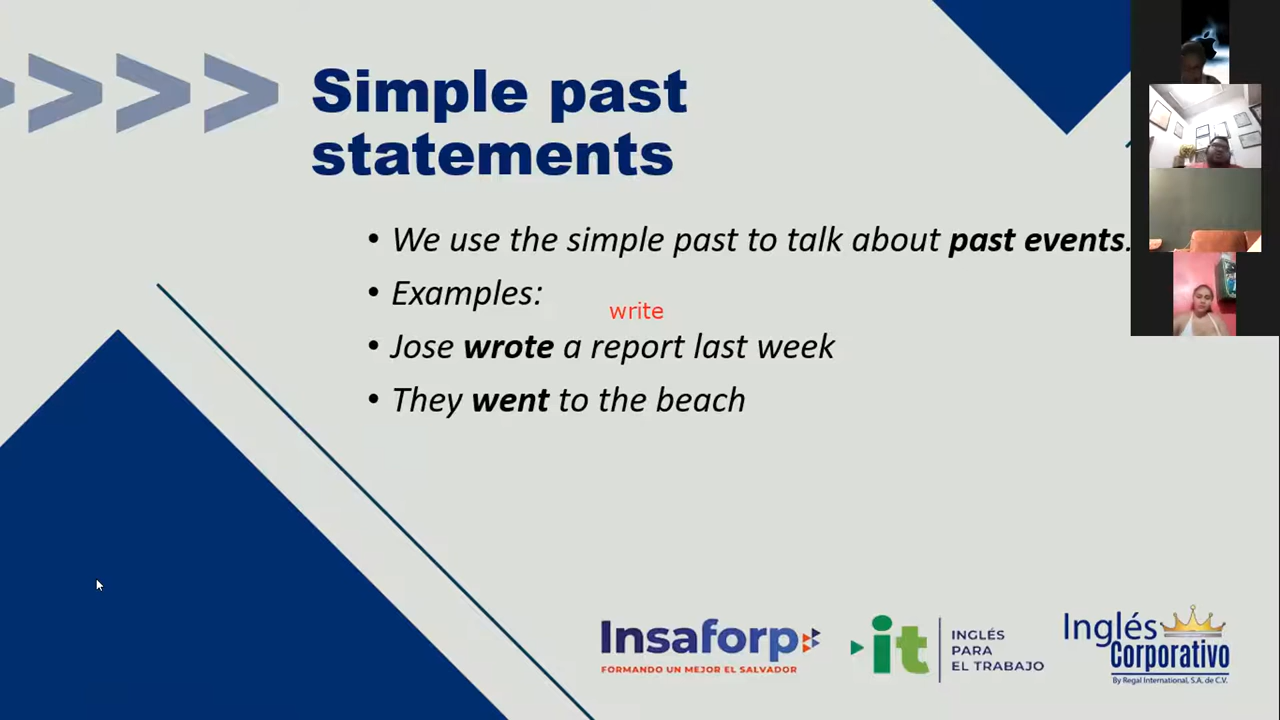 >>>
Simple past
statements
• We use the simple past to talk about past events.
• Examples:
write
• Jose wrote a report last week
• They went to the beach
Insaforp
FORMANDO UN MEJOR EL SALVADOR
it
INGLÉS
PARA
EL TRABAJO
Inglés
Corporativo
By Regal International, S.A. de C.V.